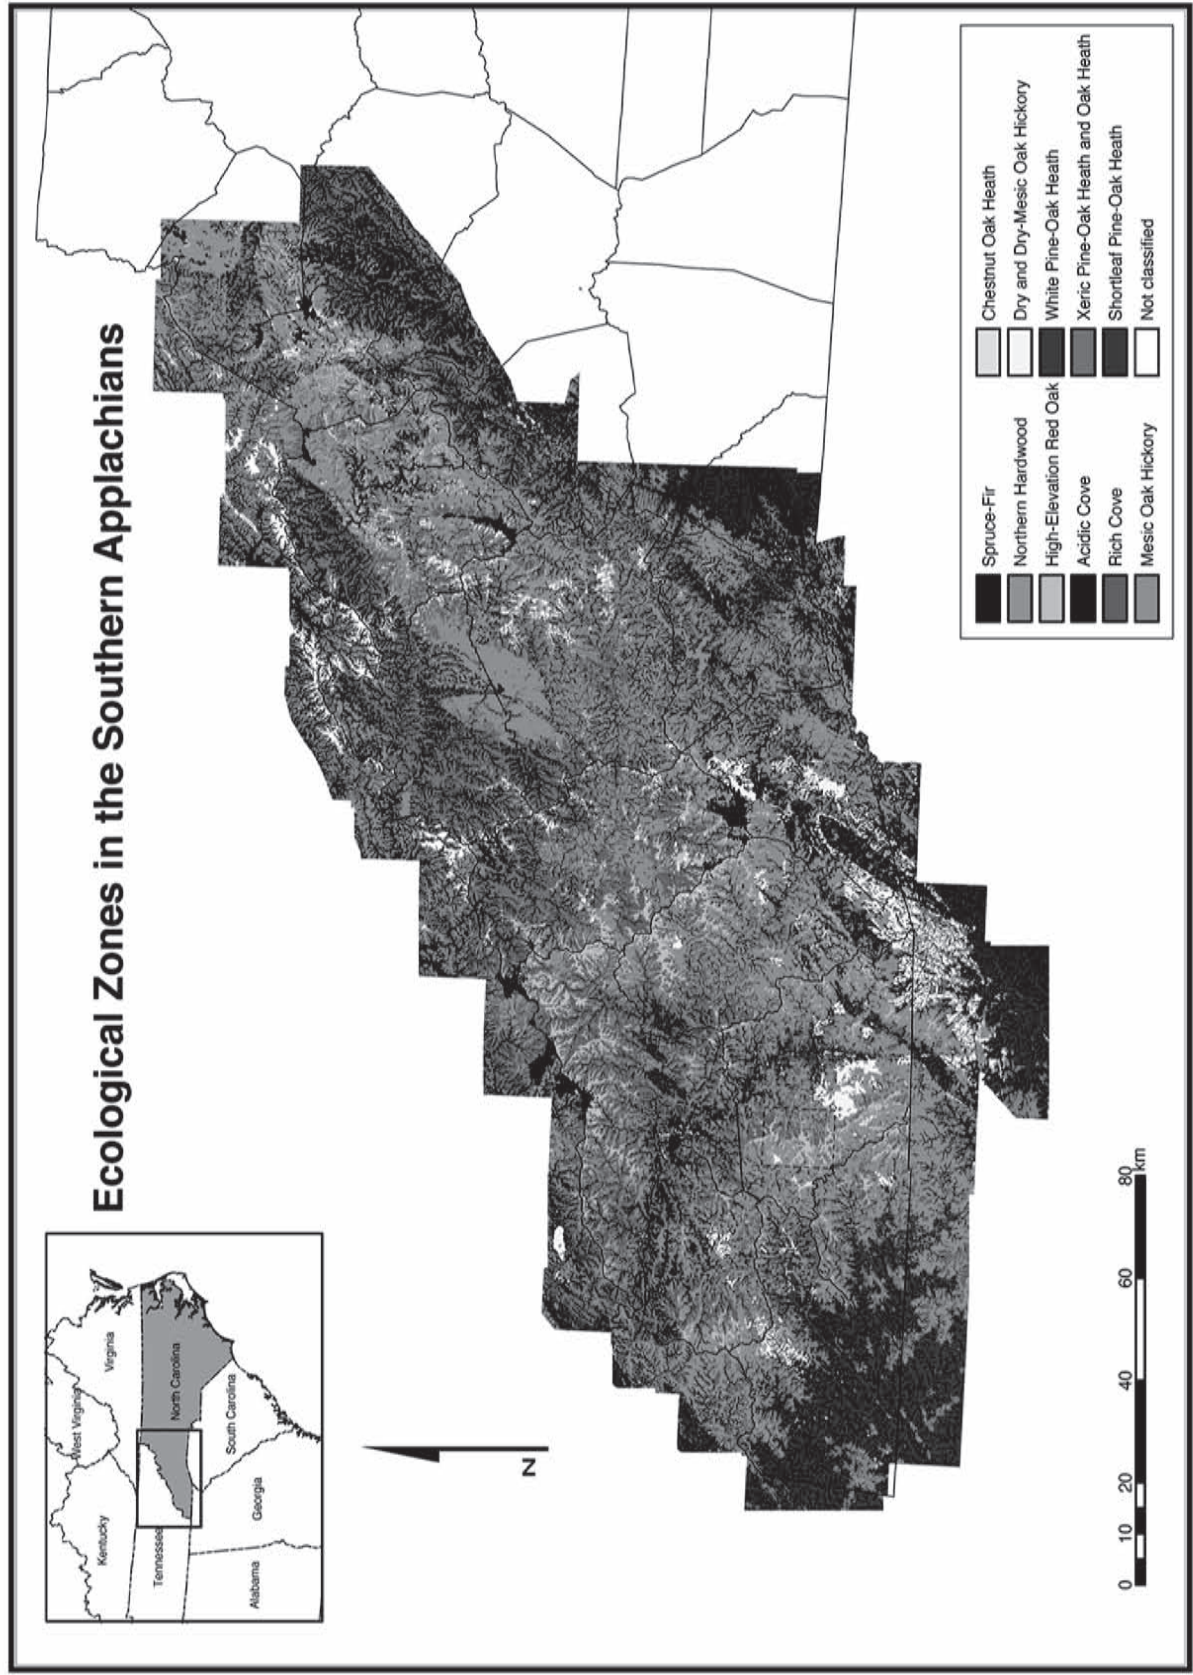 Ecological Zones in the Southern Applachians
Kentucky
West Virginia
Virginia
Tennessee
North Carolina
South Carolina
Georgia
Alabama
N
0 10 20 40 60 80 km
Spruce-Fir
Northern Hardwood
High-Elevation Red Oak
Acidic Cove
Rich Cove
Mesic Oak Hickory
Chestnut Oak Heath
Dry and Dry-Mesic Oak Hickory
White Pine-Oak Heath
Xeric Pine-Oak Heath and Oak Heath
Shortleaf Pine-Oak Heath
Not classified